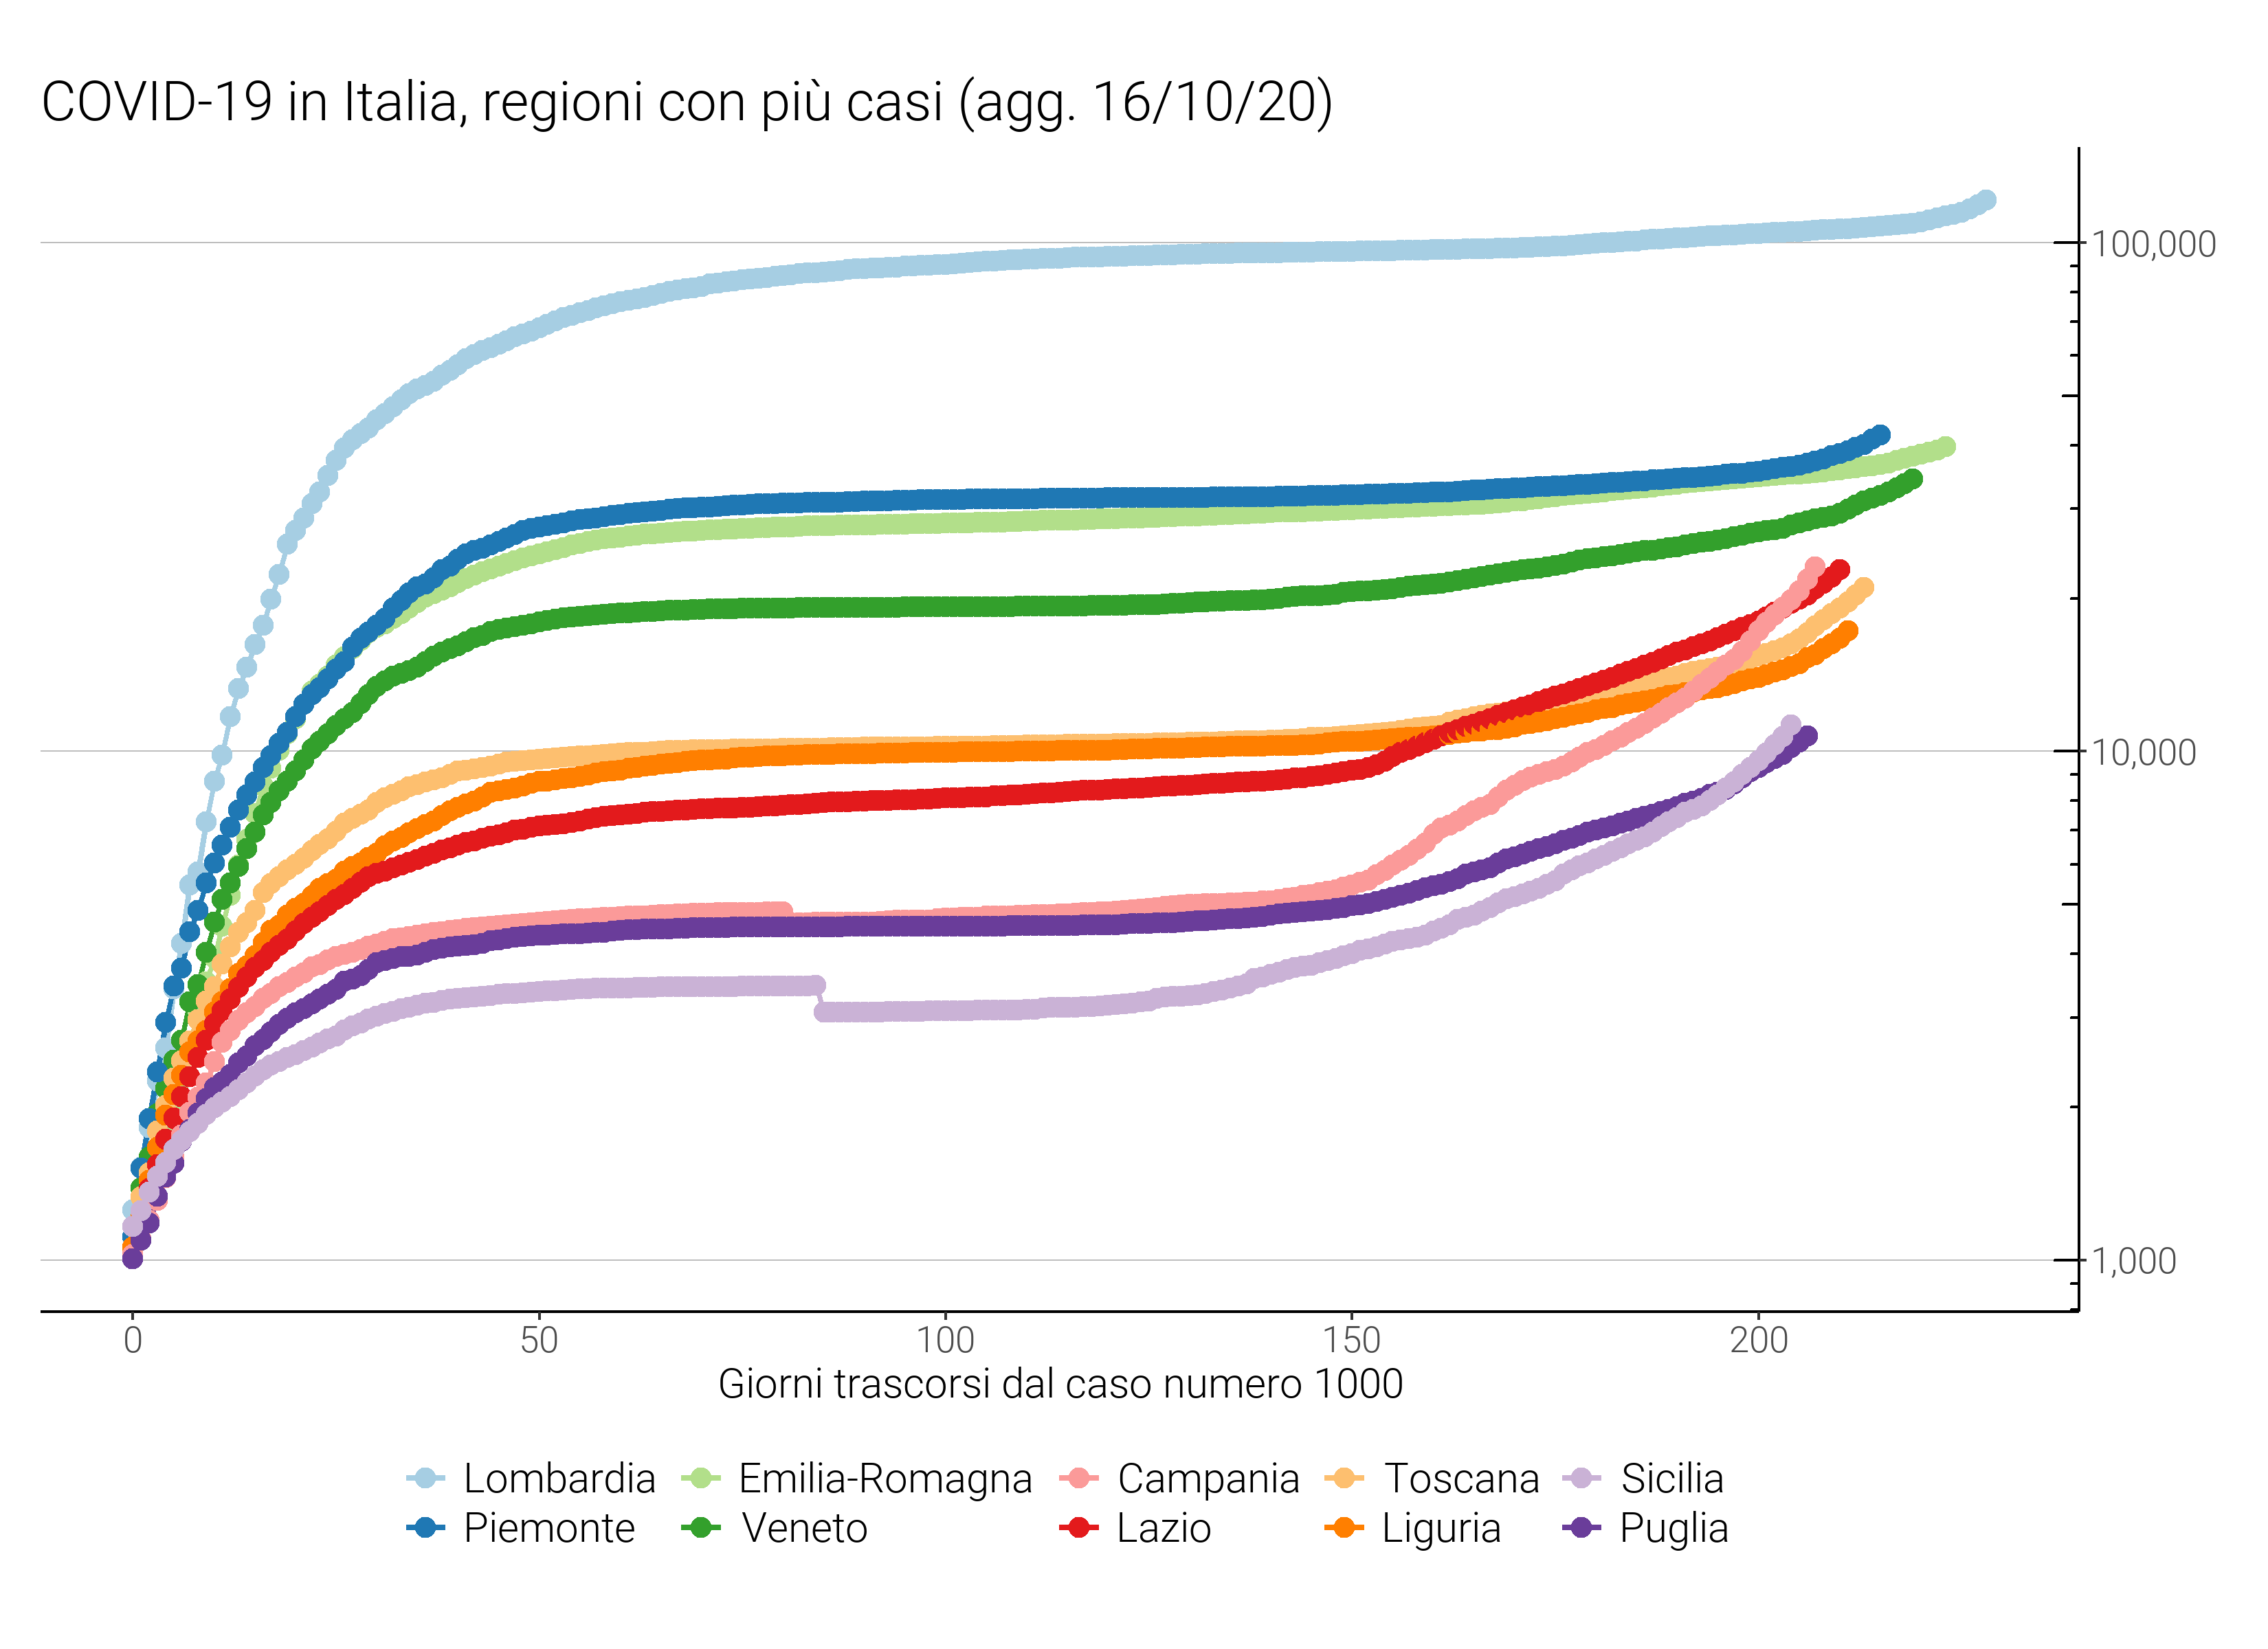 COVID-19 in Italia, regioni con più casi (agg. 16/10/20)
100,000
10,000
1,000
0 50 100 150 200
Giorni trascorsi dal caso numero 1000
Lombardia Emilia-Romagna Campania Toscana Sicilia
Piemonte Veneto Lazio Liguria Puglia